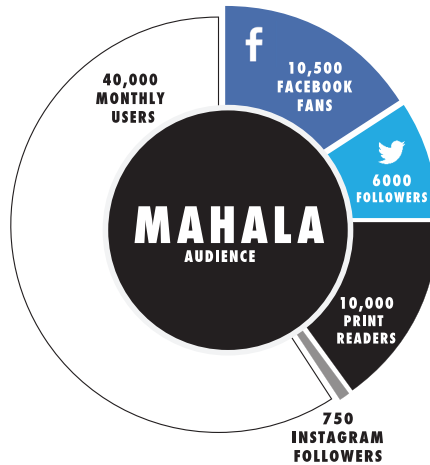 40,000
MONTHLY
USERS
10,500
FACEBOOK
FANS
6000
FOLLOWERS
MAHALA
AUDIENCE
10,000
PRINT
READERS
750
INSTAGRAM
FOLLOWERS